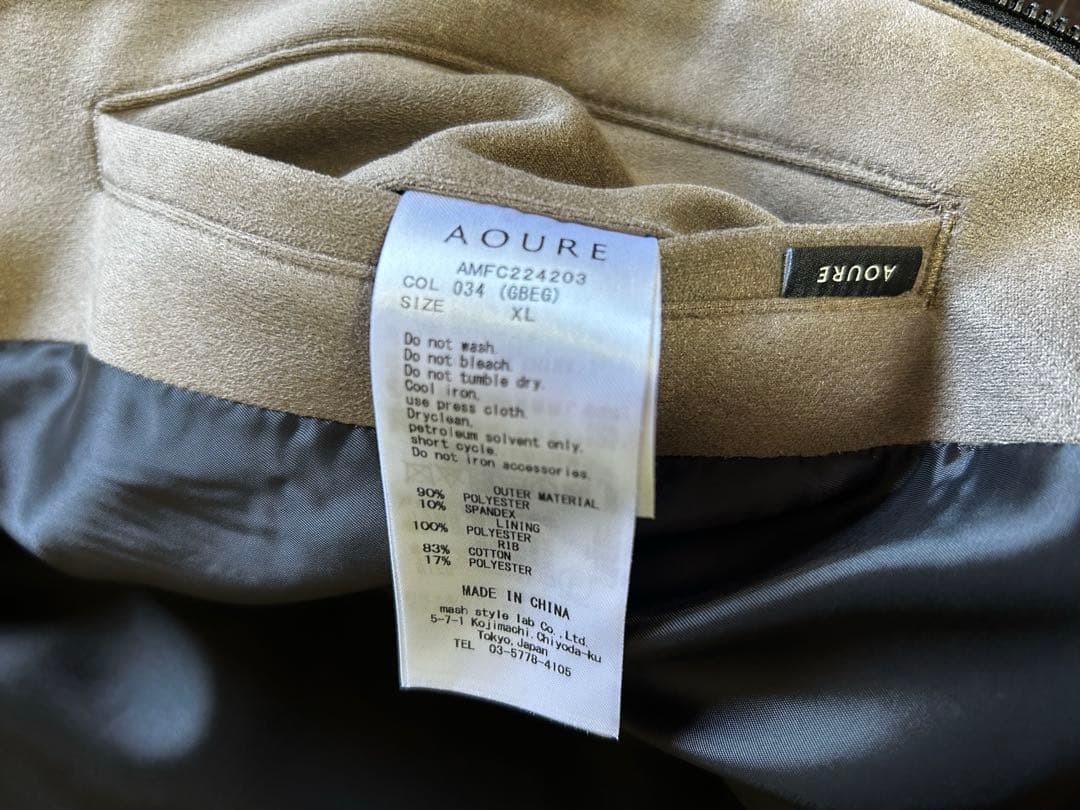 AOURE
AMFC224203
COL 034 (GBEG)
SIZE XL
Do not wash.
Do not bleach.
Do not tumble dry.
Cool iron.
use press cloth.
Dryclean.
petroleum solvent only.
short cycle.
Do not iron accessories.
OUTER MATERIAL
90% POLYESTER
10% SPANDEX
LINING
100% POLYESTER
RIB
83% COTTON
17% POLYESTER
MADE IN CHINA
mash style lab Co.,Ltd.
5-7-1 Kojimachi,Chiyoda-ku
Tokyo,Japan
TEL 03-5778-4105
AOURE